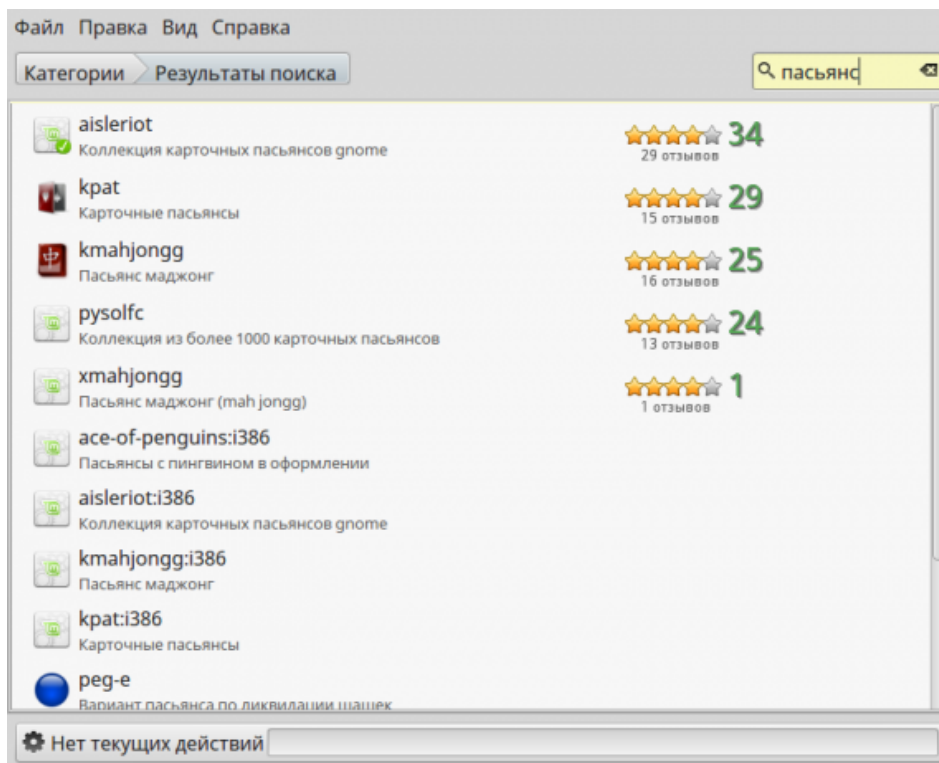 Файл Правка Вид Справка
Категории Результаты поиска пасьянс
aisleriot 34
Коллекция карточных пасьянсов gnome 29 отзывов
kpat 29
Карточные пасьянсы 15 отзывов
kmahjongg 25
Пасьянс маджонг 16 отзывов
pysolfc 24
Коллекция из более 1000 карточных пасьянсов 13 отзывов
xmahjongg 1
Пасьянс маджонг (mah jongg) 1 отзывов
ace-of-penguins:i386
Пасьянсы с пингвином в оформлении
aisleriot:i386
Коллекция карточных пасьянсов gnome
kmahjongg:i386
Пасьянс маджонг
kpat:i386
Карточные пасьянсы
peg-e
Вариант пасьянса по ликвидации шашек
Нет текущих действий